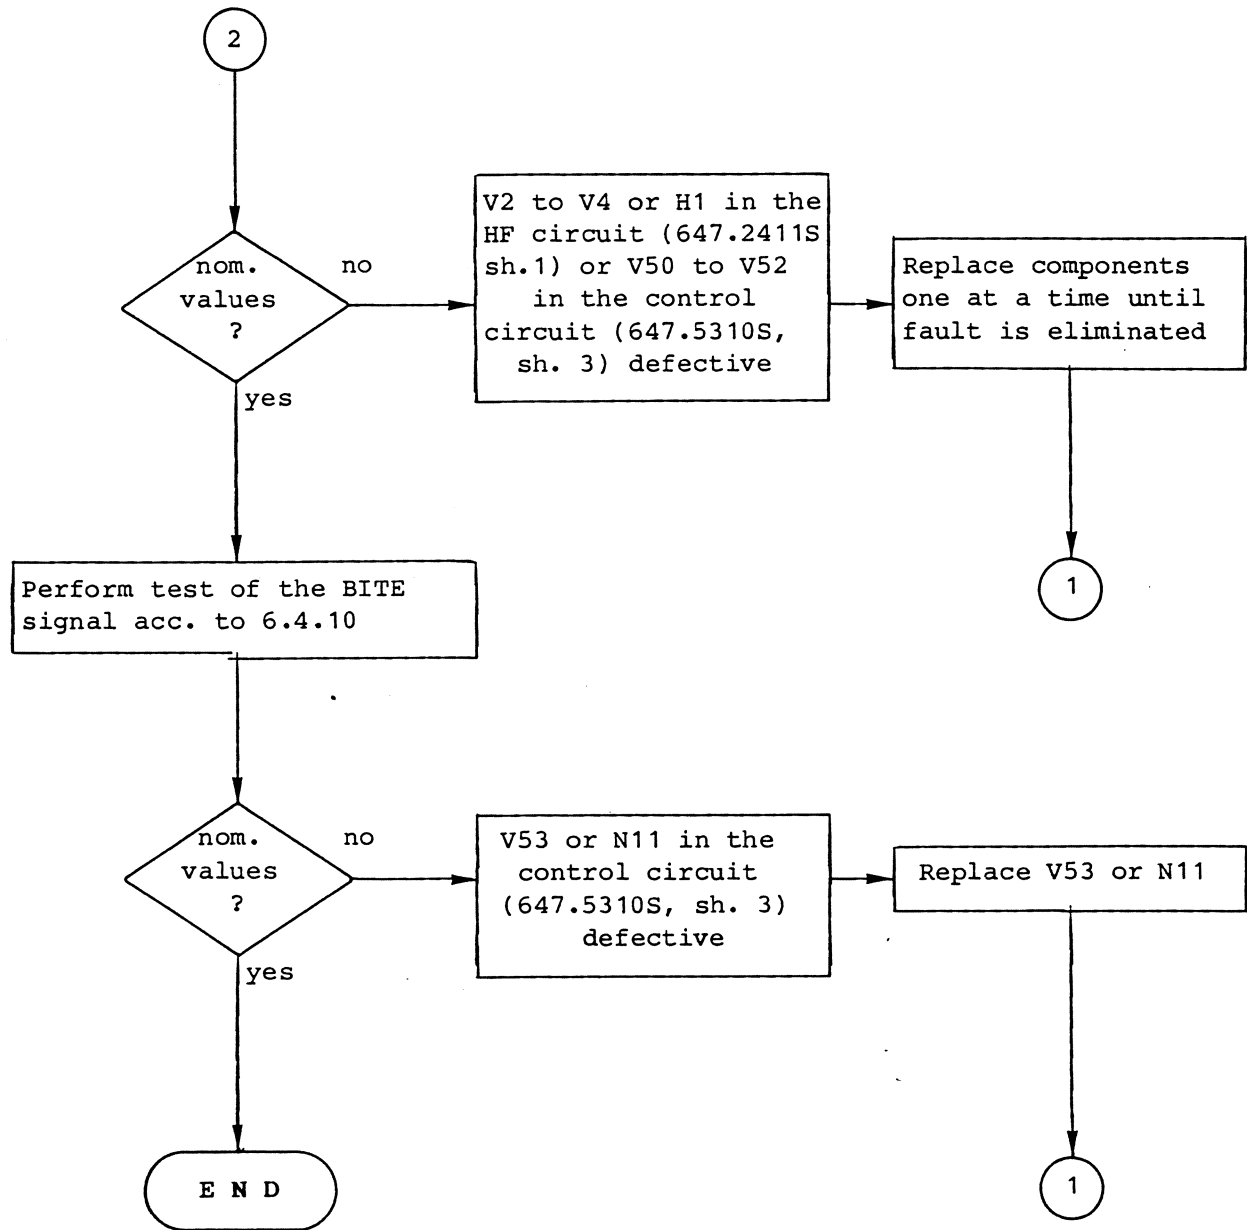 2
nom.
values
?
no
yes
V2 to V4 or H1 in the
HF circuit (647.2411S
sh.1) or V50 to V52
in the control
circuit (647.5310S,
sh. 3) defective
Replace components
one at a time until
fault is eliminated
1
Perform test of the BITE
signal acc. to 6.4.10
nom.
values
?
no
yes
V53 or N11 in the
control circuit
(647.5310S, sh. 3)
defective
Replace V53 or N11
1
E N D